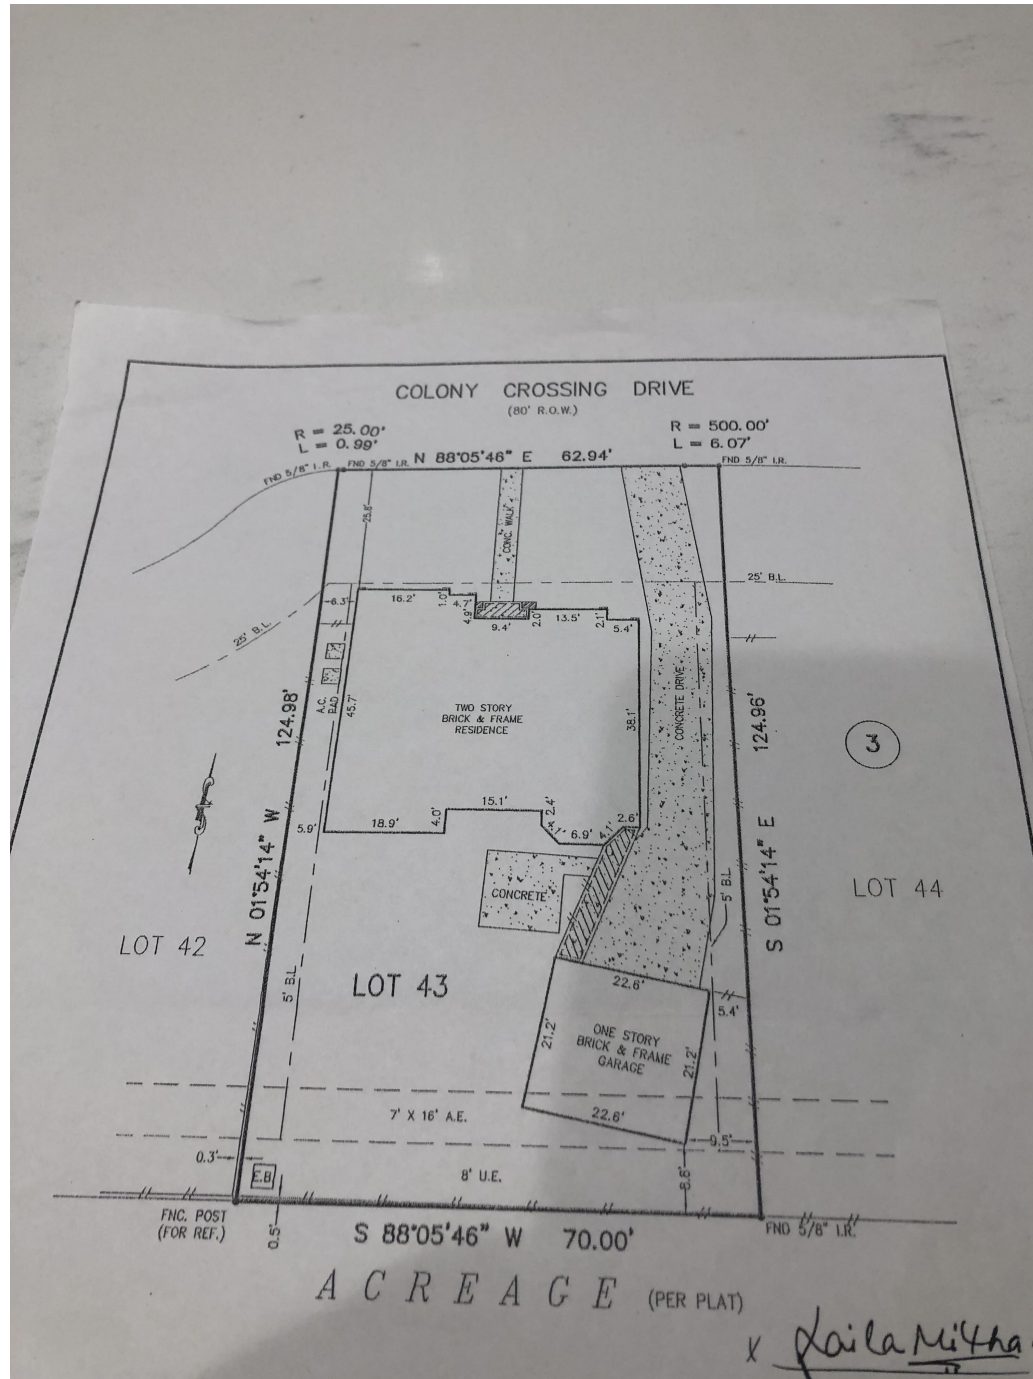 COLONY CROSSING DRIVE
(80' R.O.W.)
R = 25.00'
L = 0.99'
R = 500.00'
L = 6.07'
FND 5/8" I.R.
FND 5/8" I.R.
N 88°05'46" E 62.94'
FND 5/8" I.R.
25.8'
CONC. WALK
25' B.L.
25' B.L.
6.3'
16.2'
1.0'
4.7'
4.9'
9.4'
2.0'
13.5'
2.1'
5.4'
A.C. PAD
45.7'
TWO STORY
BRICK & FRAME
RESIDENCE
38.1'
CONCRETE DRIVE
124.98'
N 01°54'14" W
124.96'
S 01°54'14" E
3
5.9'
18.9'
4.0'
15.1'
2.4'
6.9'
4.1'
2.6'
CONCRETE
5' B.L.
LOT 44
LOT 42
LOT 43
5' B.L.
22.6'
21.2'
ONE STORY
BRICK & FRAME
GARAGE
21.2'
5.4'
22.6'
7' X 16' A.E.
9.5'
0.3'
E.B
8' U.E.
8.8'
FNC. POST
(FOR REF.)
0.5'
S 88°05'46" W 70.00'
FND 5/8" I.R.
ACREAGE (PER PLAT)
x Laila Mitha